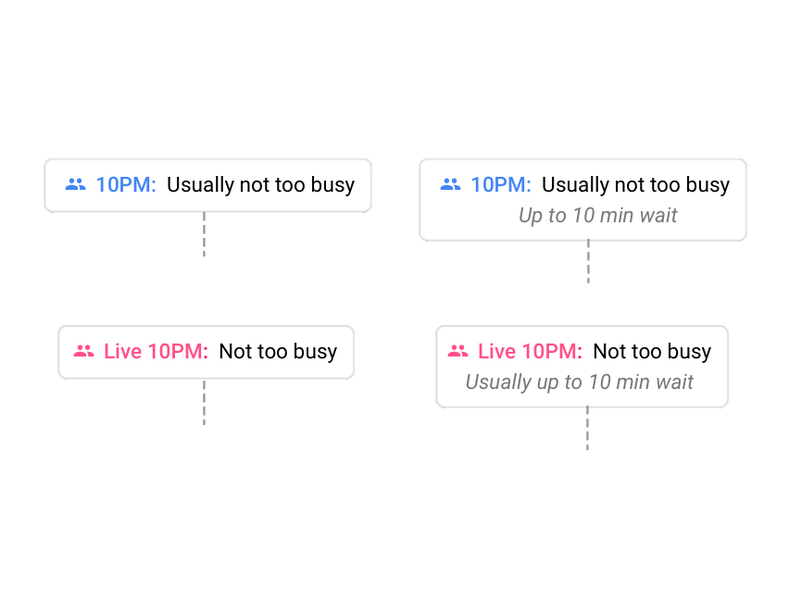 10PM: Usually not too busy
10PM: Usually not too busy
Up to 10 min wait
Live 10PM: Not too busy
Live 10PM: Not too busy
Usually up to 10 min wait